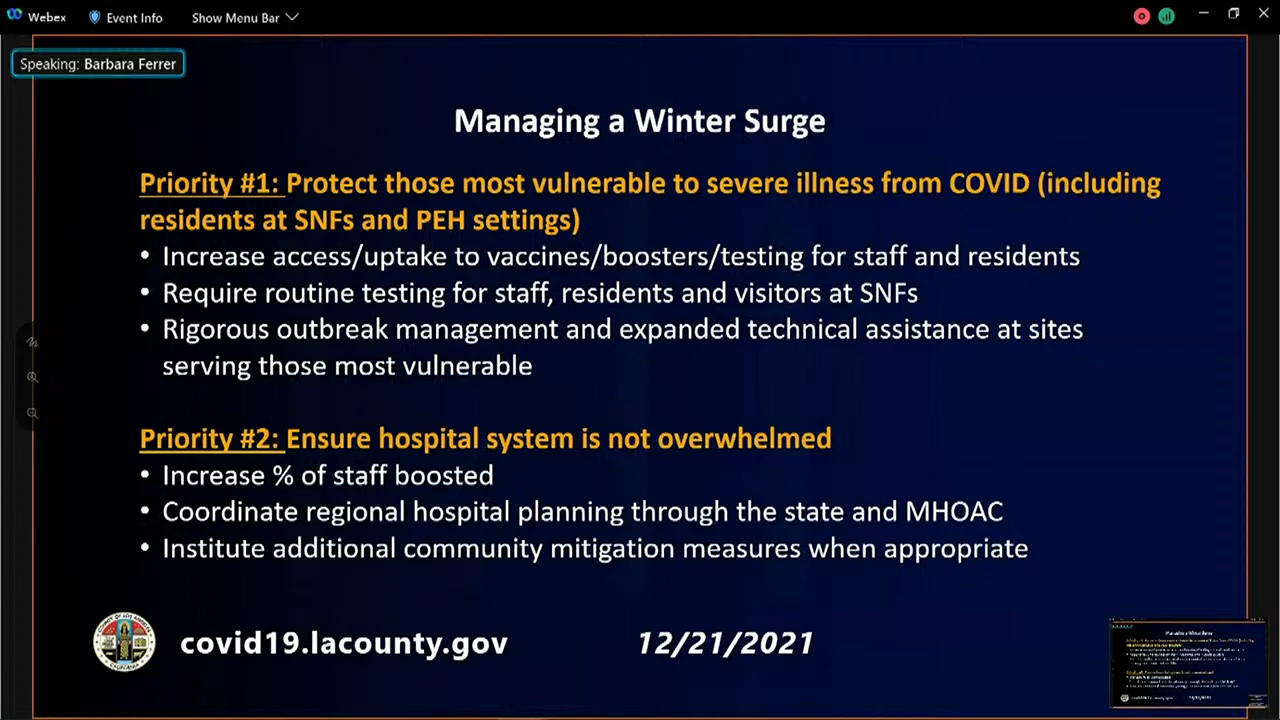 Webex
Event Info
Show Menu Bar
Speaking: Barbara Ferrer
Managing a Winter Surge
Priority #1: Protect those most vulnerable to severe illness from COVID (including
residents at SNFs and PEH settings)
• Increase access/uptake to vaccines/boosters/testing for staff and residents
• Require routine testing for staff, residents and visitors at SNFs
• Rigorous outbreak management and expanded technical assistance at sites
serving those most vulnerable
Priority #2: Ensure hospital system is not overwhelmed
• Increase % of staff boosted
• Coordinate regional hospital planning through the state and MHOAC
• Institute additional community mitigation measures when appropriate
covid19.lacounty.gov
12/21/2021